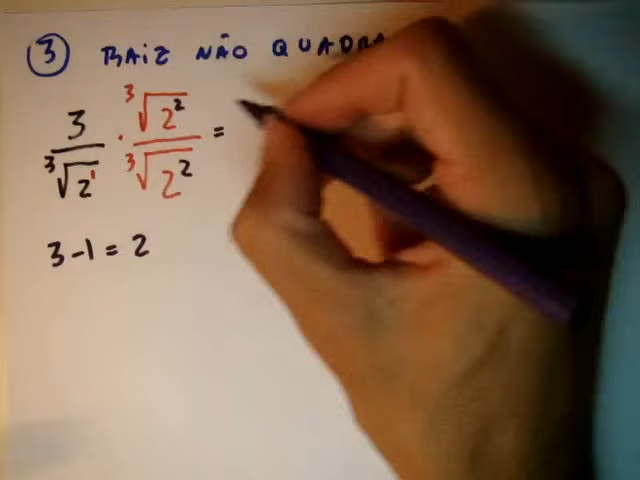 ③ RAIZ NÃO QUADRA
3/∛2¹ · ∛2²/∛2² =
3-1=2